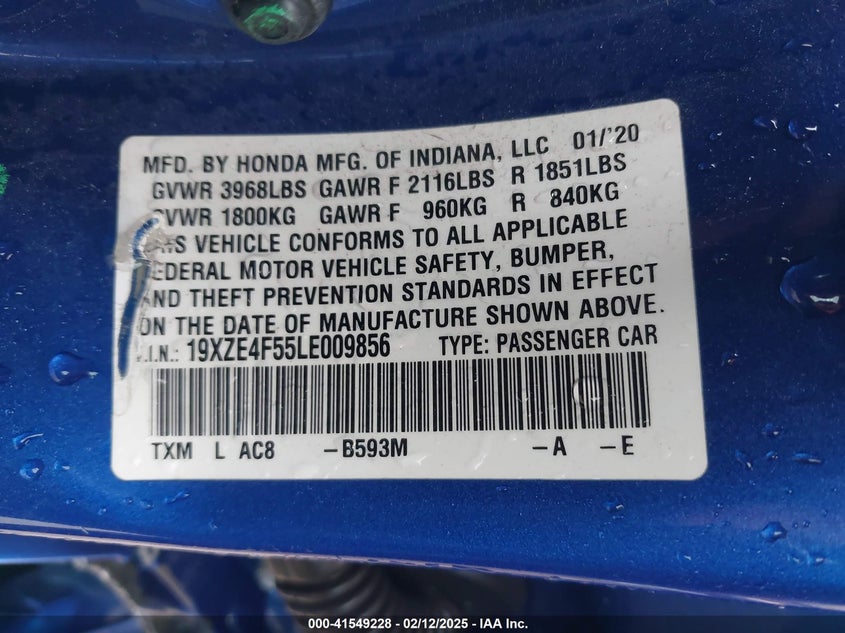 MFD. BY HONDA MFG. OF INDIANA, LLC 01/'20
GVWR 3968LBS GAWR F 2116LBS R 1851LBS
GVWR 1800KG GAWR F 960KG R 840KG
VEHICLE CONFORMS TO ALL APPLICABLE
FEDERAL MOTOR VEHICLE SAFETY, BUMPER,
AND THEFT PREVENTION STANDARDS IN EFFECT
ON THE DATE OF MANUFACTURE SHOWN ABOVE.
V.I.N.: 19XZE4F55LE009856 TYPE: PASSENGER CAR
TXM L AC8 -B593M -A -E
000-41549228 - 02/12/2025 - IAA Inc.